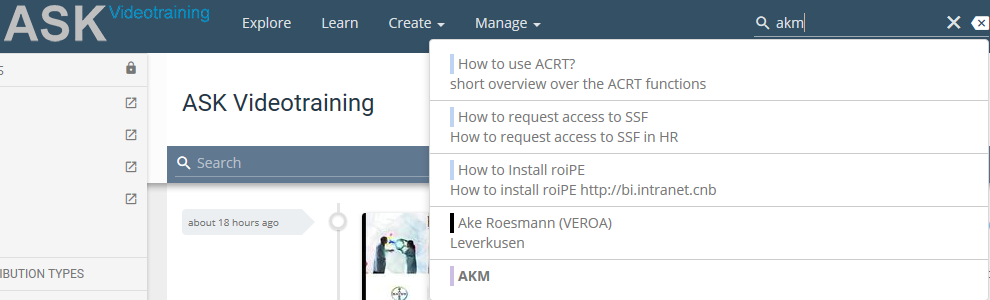 ASK Videotraining
Explore Learn Create Manage akm
How to use ACRT?
short overview over the ACRT functions
How to request access to SSF
How to request access to SSF in HR
How to Install roiPE
How to install roiPE http://bi.intranet.cnb
Ake Roesmann (VEROA)
Leverkusen
AKM
S
ASK Videotraining
Search
about 18 hours ago
IBUTION TYPES